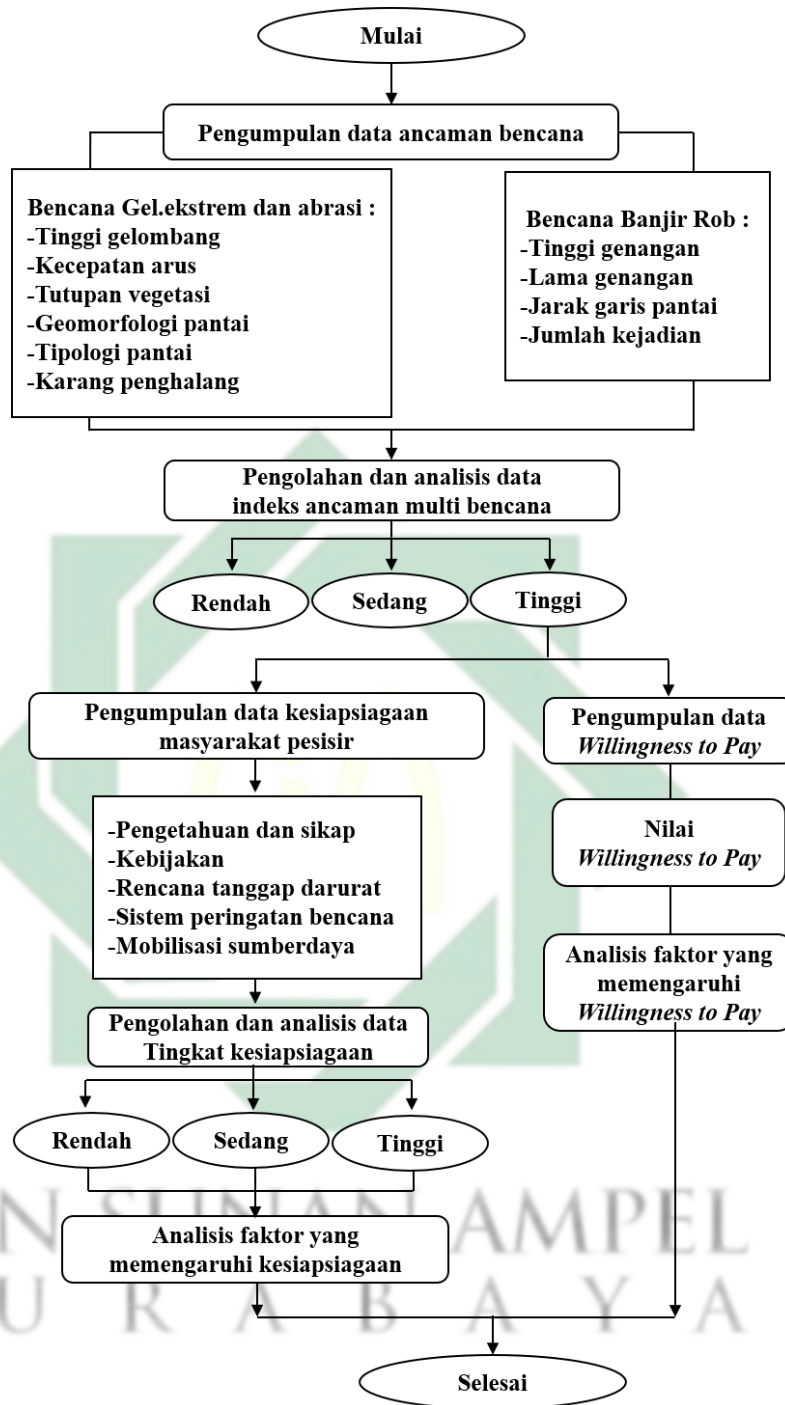 Mulai
Pengumpulan data ancaman bencana
Bencana Gel.ekstrem dan abrasi :
-Tinggi gelombang
-Kecepatan arus
-Tutupan vegetasi
-Geomorfologi pantai
-Tipologi pantai
-Karang penghalang
Bencana Banjir Rob :
-Tinggi genangan
-Lama genangan
-Jarak garis pantai
-Jumlah kejadian
Pengolahan dan analisis data
indeks ancaman multi bencana
Rendah
Sedang
Tinggi
Pengumpulan data kesiapsiagaan
masyarakat pesisir
-Pengetahuan dan sikap
-Kebijakan
-Rencana tanggap darurat
-Sistem peringatan bencana
-Mobilisasi sumberdaya
Pengolahan dan analisis data
Tingkat kesiapsiagaan
Rendah
Sedang
Tinggi
Analisis faktor yang
memengaruhi kesiapsiagaan
Pengumpulan data
Willingness to Pay
Nilai
Willingness to Pay
Analisis faktor yang
memengaruhi
Willingness to Pay
Selesai
N SUNAN AMPEL
U R A B A Y A